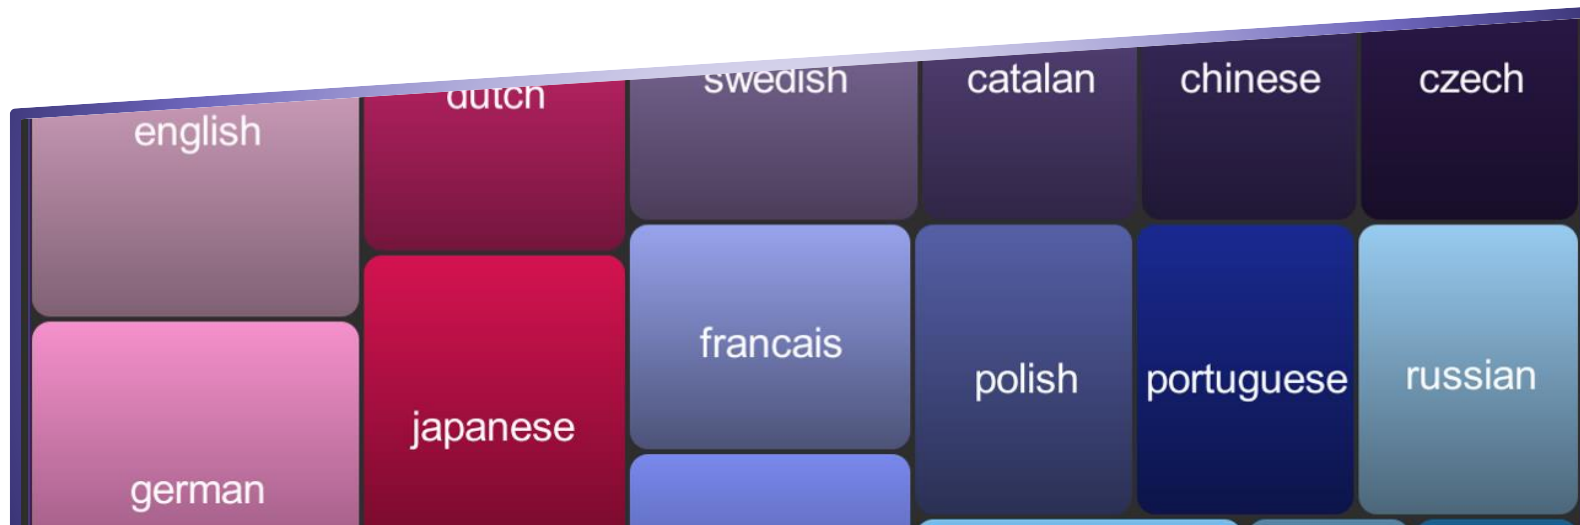 english
dutch
swedish
catalan
chinese
czech
german
japanese
francais
polish
portuguese
russian